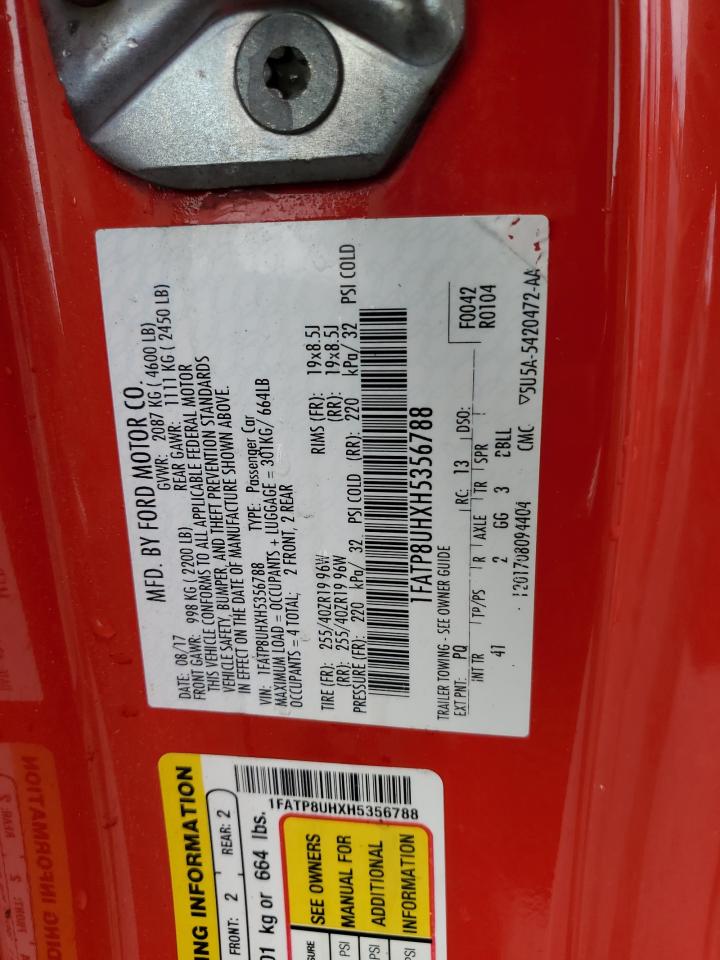 MFD. BY FORD MOTOR CO.
DATE: 08/17 GVWR: 2087 KG ( 4600 LB)
FRONT GAWR: 998 KG ( 2200 LB) REAR GAWR: 1111 KG ( 2450 LB)
THIS VEHICLE CONFORMS TO ALL APPLICABLE FEDERAL MOTOR
VEHICLE SAFETY, BUMPER, AND THEFT PREVENTION STANDARDS
IN EFFECT ON THE DATE OF MANUFACTURE SHOWN ABOVE.
VIN: 1FATP8UHXH5356788 TYPE: Passenger Car
MAXIMUM LOAD = OCCUPANTS + LUGGAGE = 301KG/ 664LB
OCCUPANTS = 4 TOTAL; 2 FRONT, 2 REAR
TIRE (FR): 255/40ZR19 96W RIMS (FR): 19x8.5J
(RR): 255/40ZR19 96W (RR): 19x8.5J
PRESSURE (FR): 220 kPa/ 32 PSI COLD (RR): 220 kPa/ 32 PSI COLD
1FATP8UHXH5356788
TRAILER TOWING - SEE OWNER GUIDE
EXT PNT: PQ RC: 13 DSO: F0042
R0104
INT TR TP/PS R AXLE TR SPR
47 2 GG 3 BBLL
1201708094404 CMC 5U5A-5420472-AA
ING INFORMATION
FRONT: 2 REAR: 2
01 kg or 664 lbs.
1FATP8UHXH5356788
SEE OWNERS
MANUAL FOR
ADDITIONAL
INFORMATION
PSI
PSI
PSI